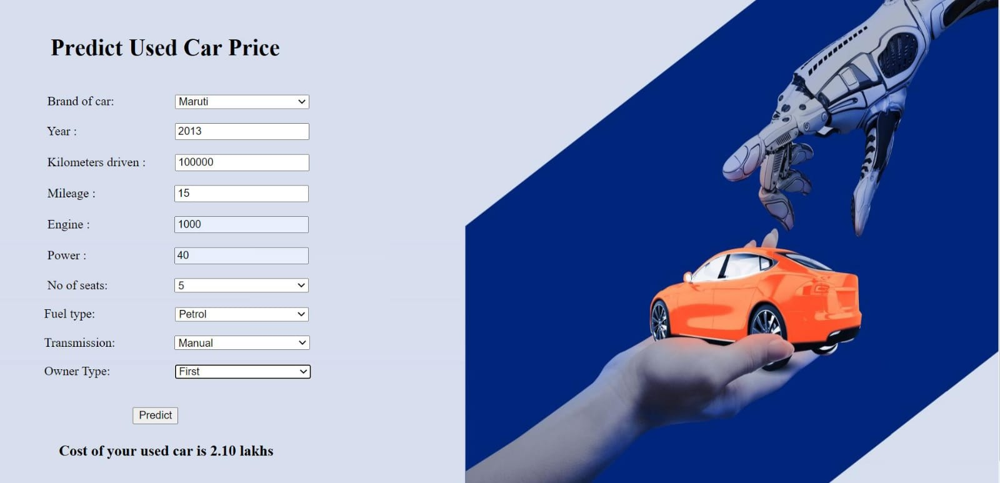 Predict Used Car Price
Brand of car: Maruti
Year : 2013
Kilometers driven : 100000
Mileage : 15
Engine : 1000
Power : 40
No of seats: 5
Fuel type: Petrol
Transmission: Manual
Owner Type: First
Predict
Cost of your used car is 2.10 lakhs